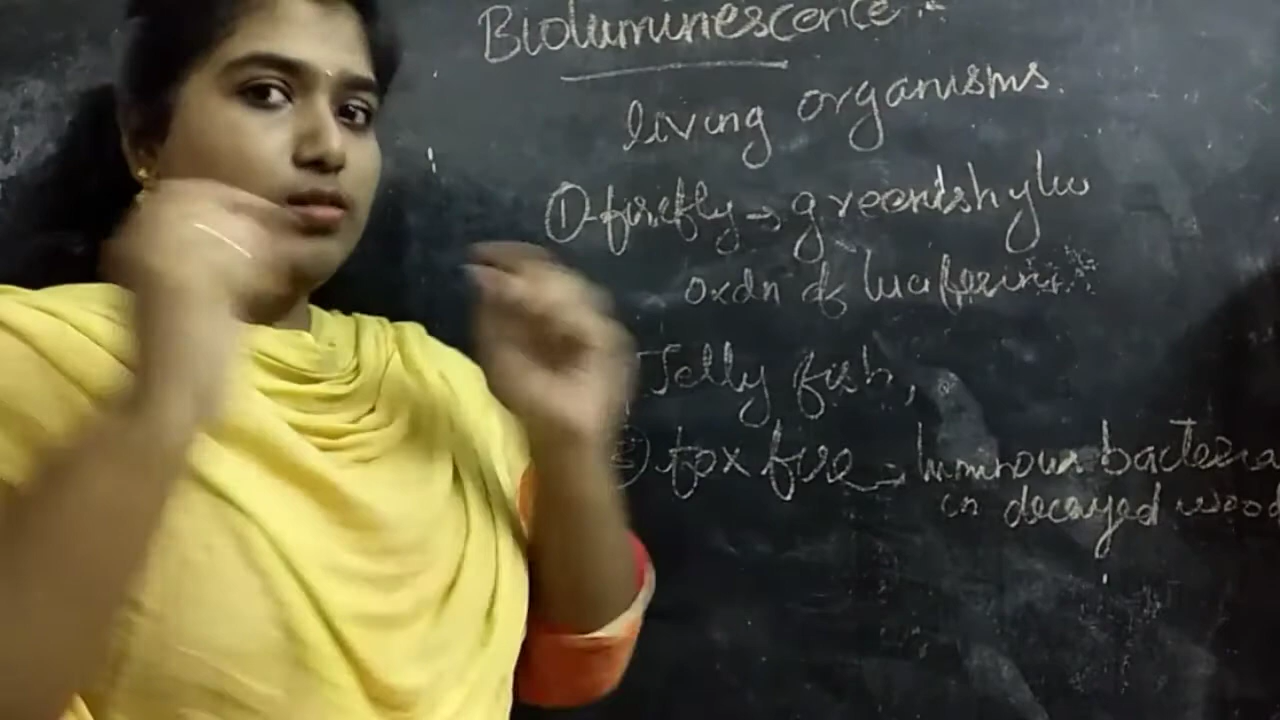 Bioluminescence :-
living organisms.
① firefly → greenish ylw
oxdn of luciferin
Jelly fish,
② fox fire → luminous bacteria
in decayed wood